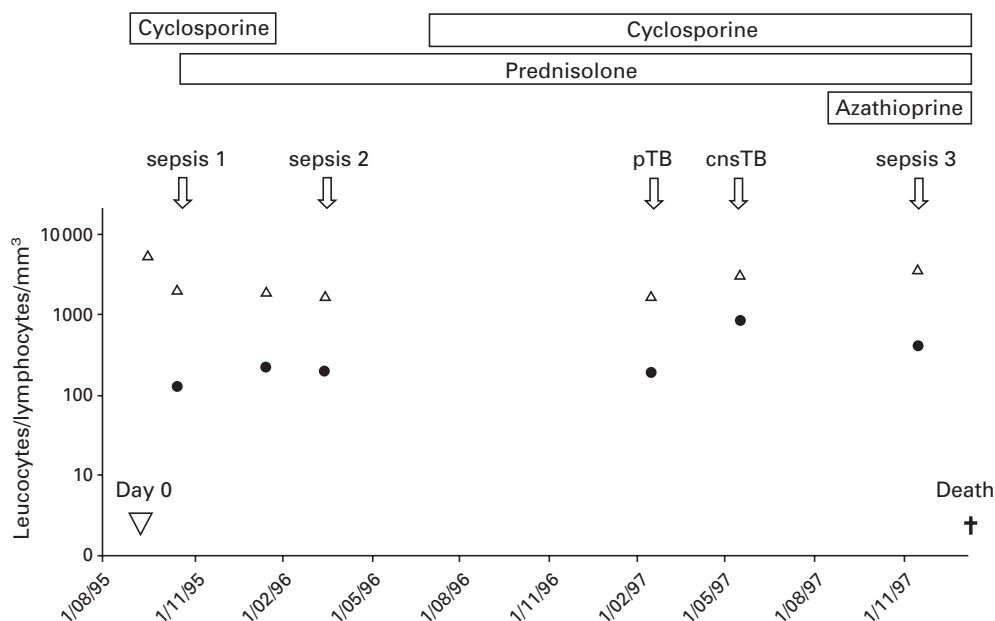 Cyclosporine Cyclosporine
Prednisolone
Azathioprine
sepsis 1 sepsis 2 pTB cnsTB sepsis 3
Leucocytes/lymphocytes/mm³
10 000
1000
100
10
0
Day 0 Death
1/08/95 1/11/95 1/02/96 1/05/96 1/08/96 1/11/96 1/02/97 1/05/97 1/08/97 1/11/97